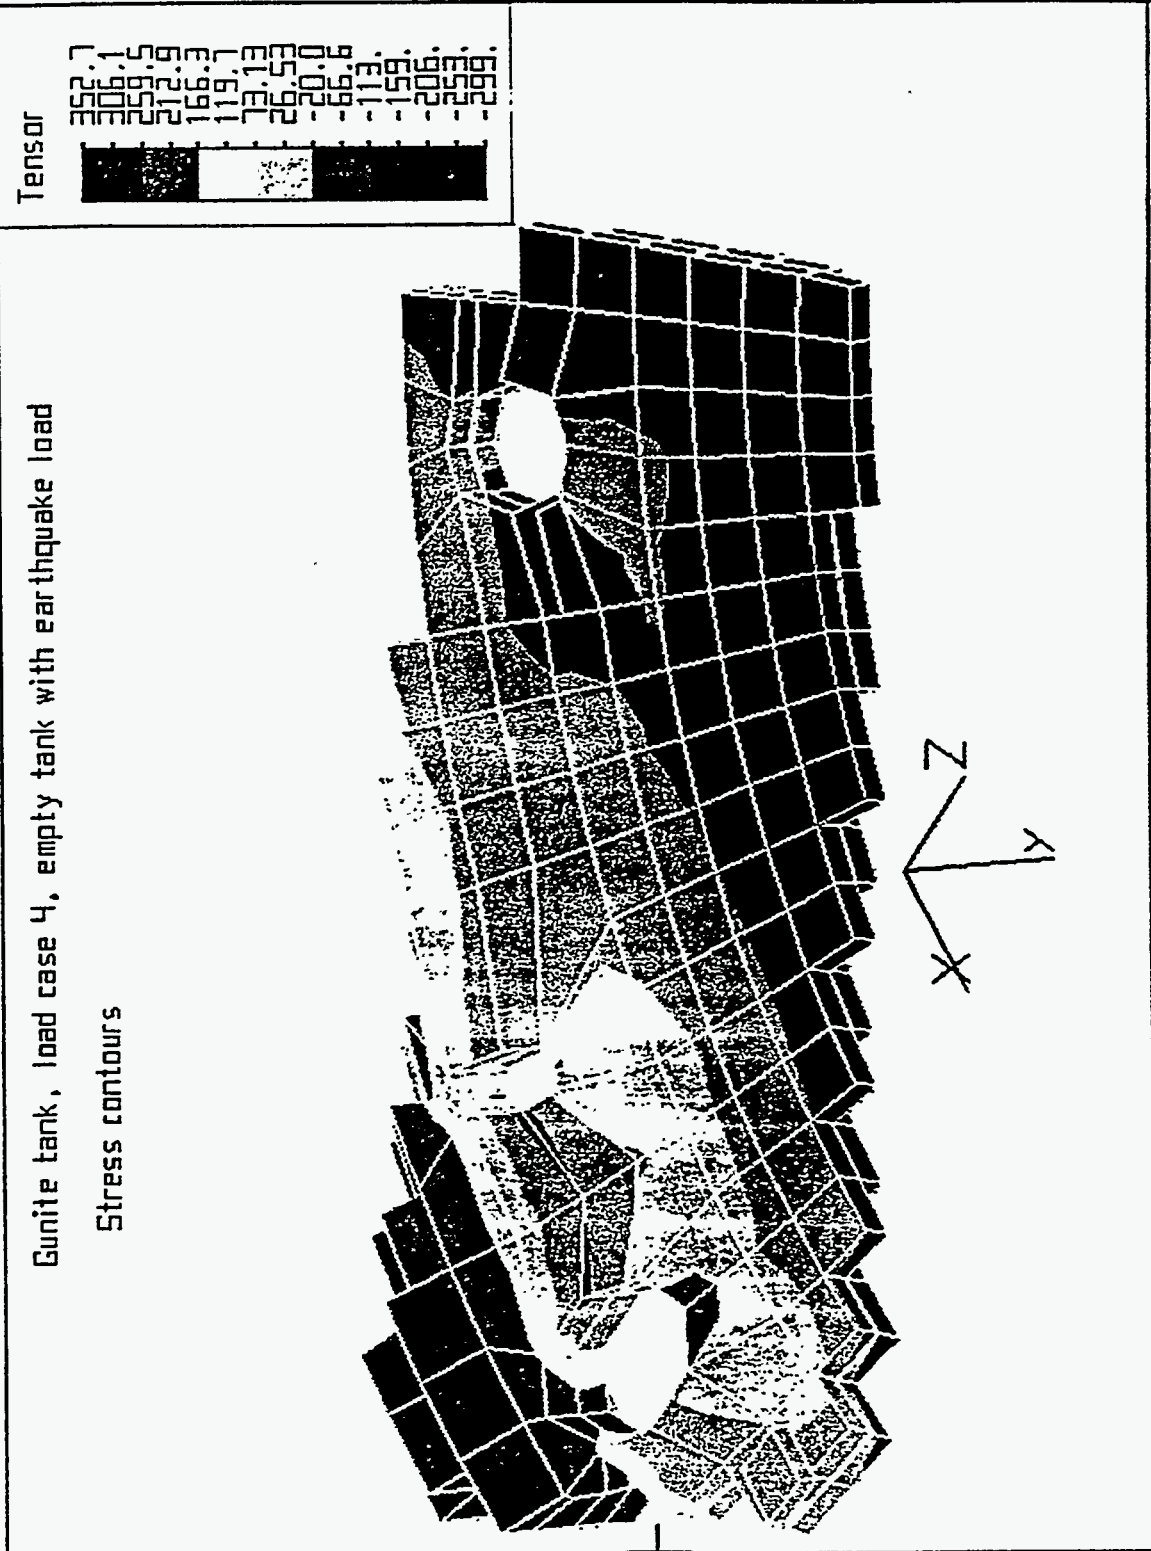 Gunite tank, load case 4, empty tank with earthquake load
Stress contours
Tensor
352.7
306.1
259.5
212.9
166.3
119.7
73.13
26.53
-20.0
-66.6
-113.
-159.
-206.
-253.
-299.
X
Y
Z